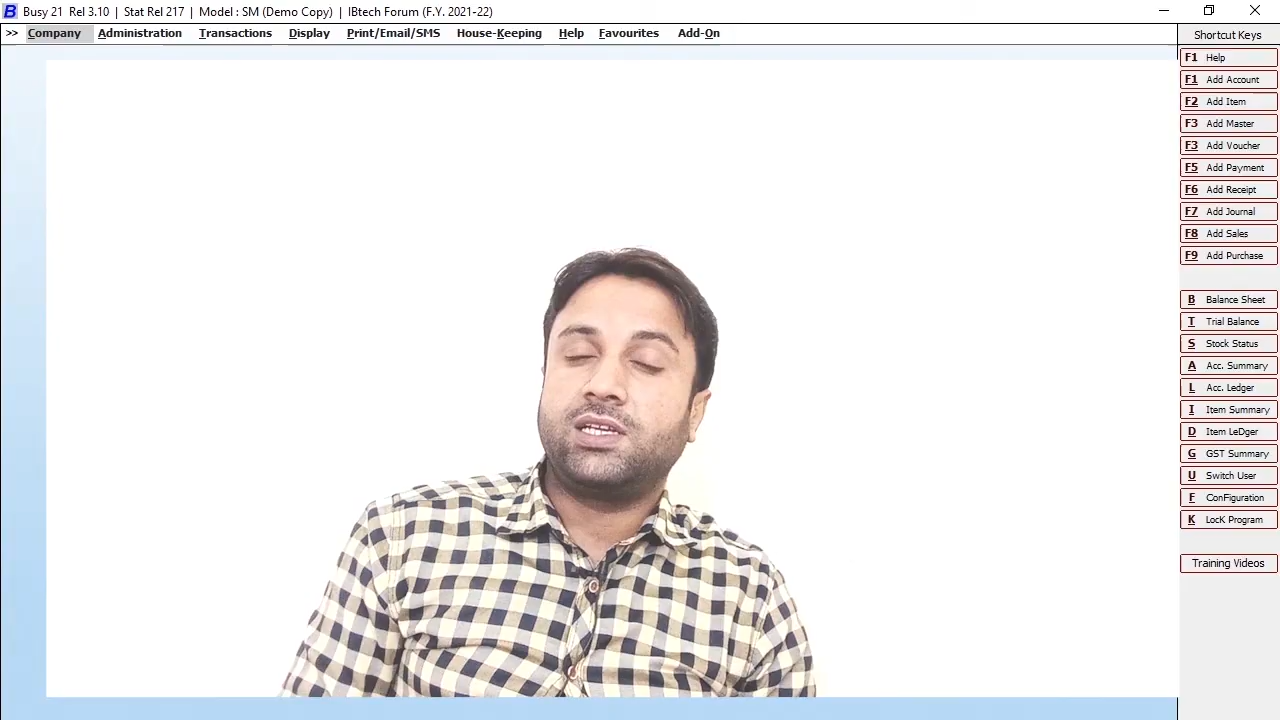 B Busy 21 Rel 3.10 | Stat Rel 217 | Model : SM (Demo Copy) | IBtech Forum (F.Y. 2021-22)
>> Company Administration Transactions Display Print/Email/SMS House-Keeping Help Favourites Add-On
Shortcut Keys
F1 Help
F1 Add Account
F2 Add Item
F3 Add Master
F3 Add Voucher
F5 Add Payment
F6 Add Receipt
F7 Add Journal
F8 Add Sales
F9 Add Purchase
B Balance Sheet
T Trial Balance
S Stock Status
A Acc. Summary
L Acc. Ledger
I Item Summary
D Item LeDger
G GST Summary
U Switch User
F ConFiguration
K LocK Program
Training Videos